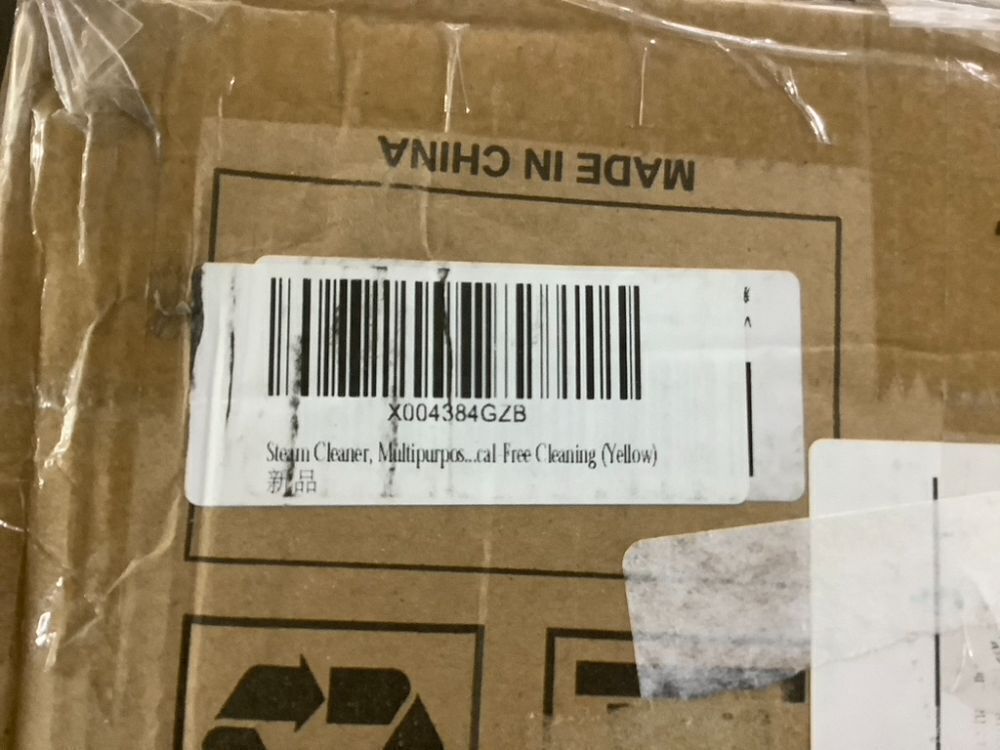 MADE IN CHINA
X004384GZB
Steam Cleaner, Multipurpos...cal-Free Cleaning (Yellow)
新品